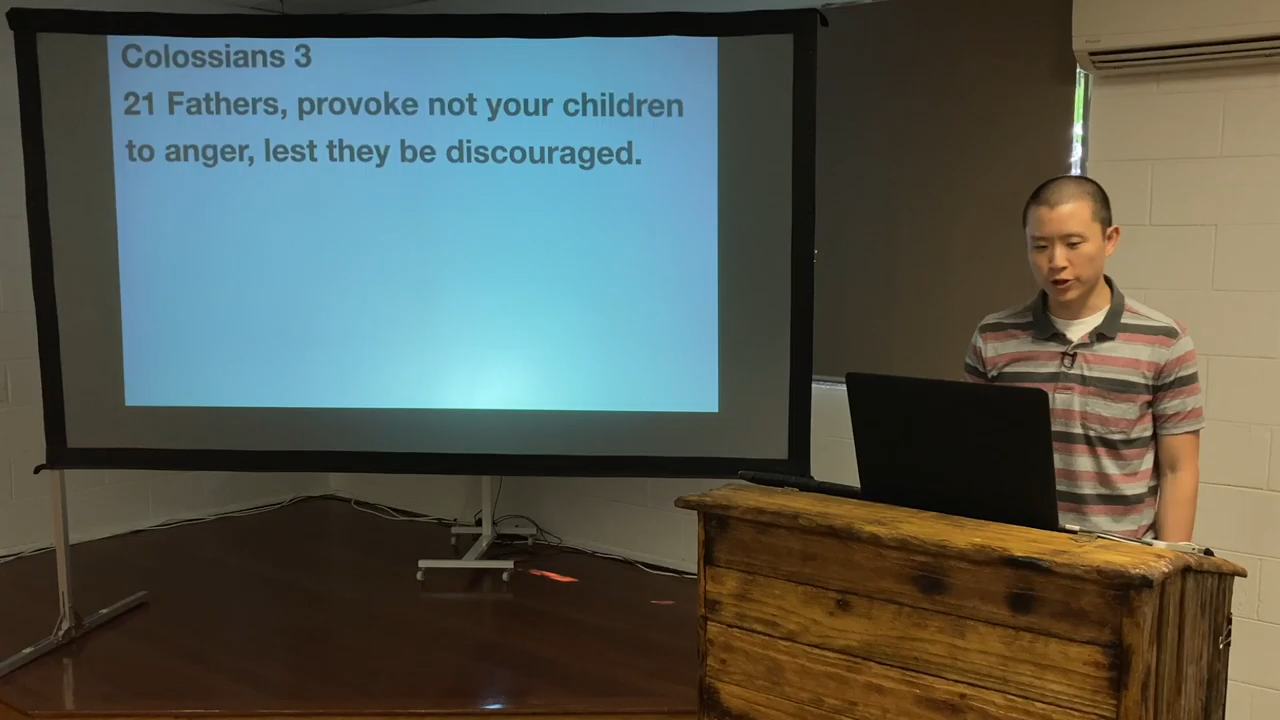 Colossians 3
21 Fathers, provoke not your children
to anger, lest they be discouraged.